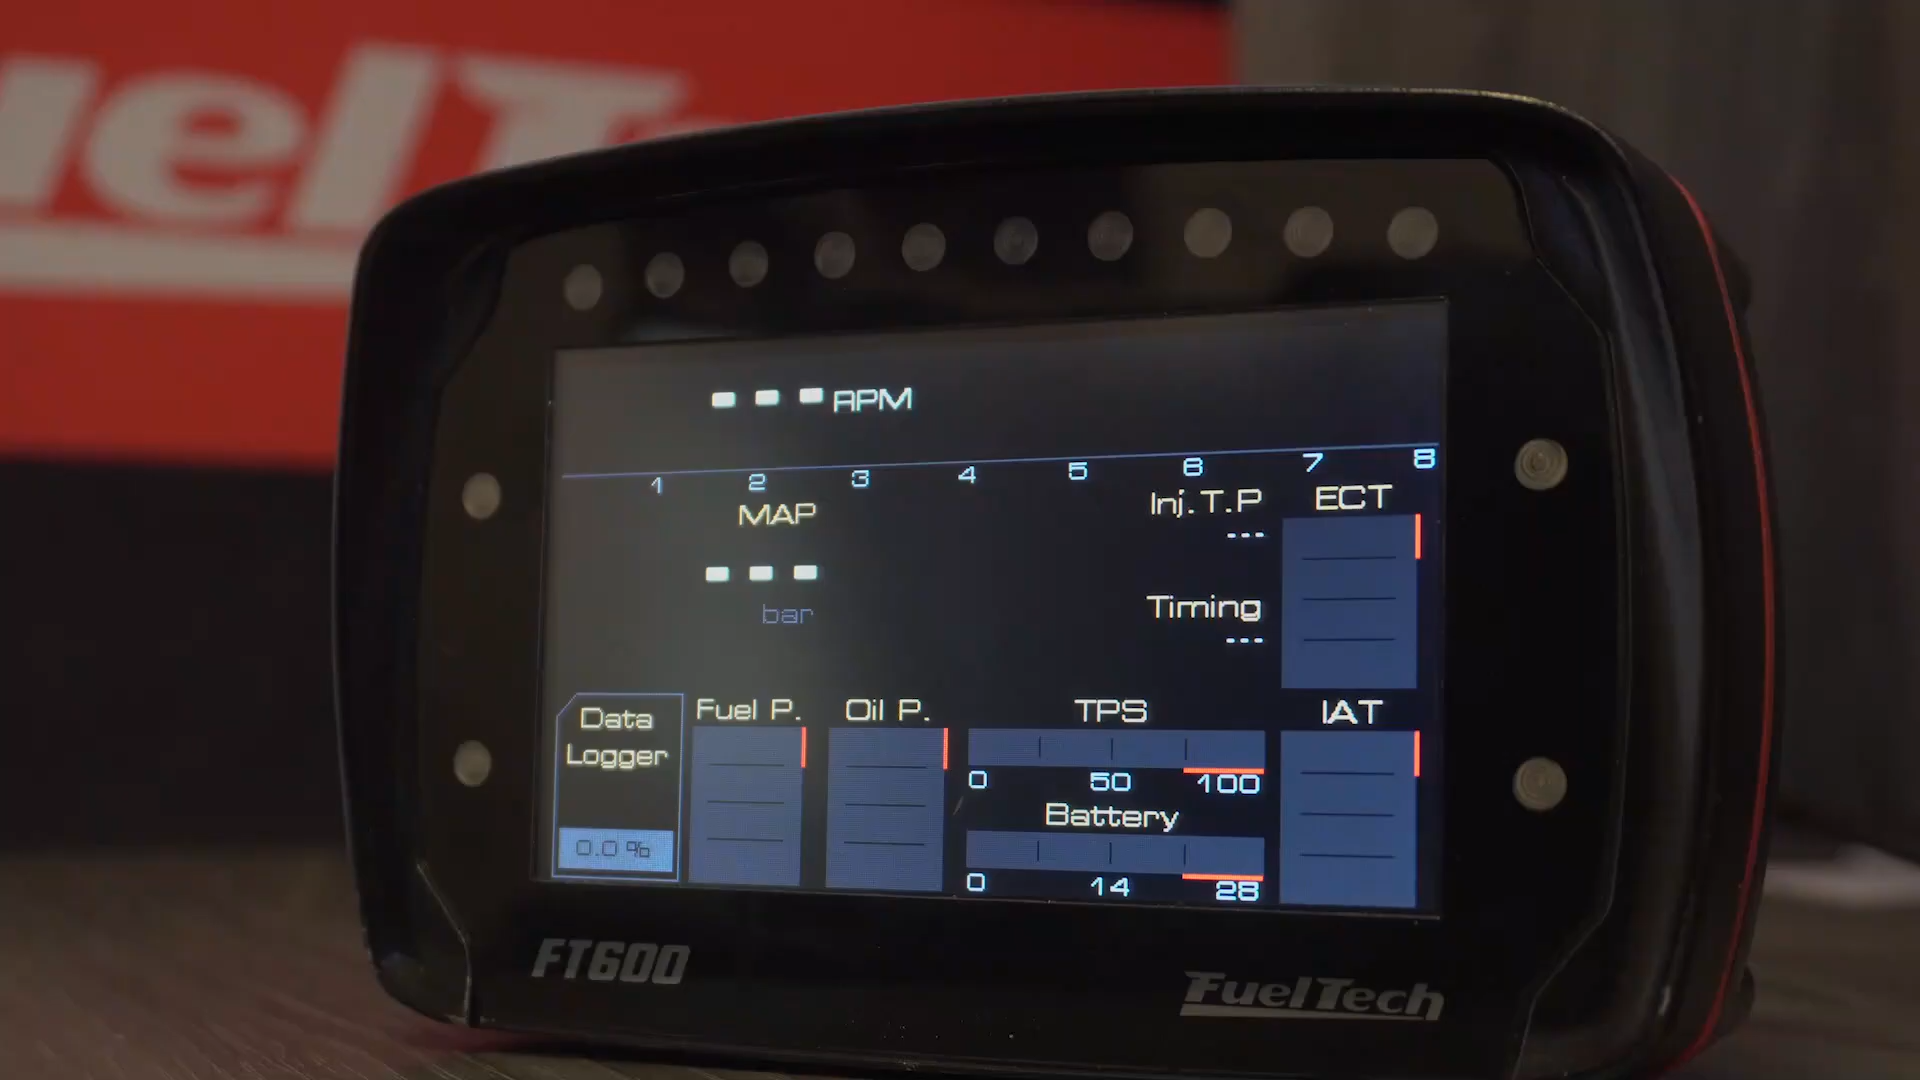 uelTe
--- RPM
1 2 3 4 5 6 7 8
MAP
---
bar
Inj.T.P
---
Timing
---
ECT
Data
Logger
0.0 %
Fuel P.
Oil P.
TPS
0 50 100
Battery
0 14 28
IAT
FT600
FuelTech